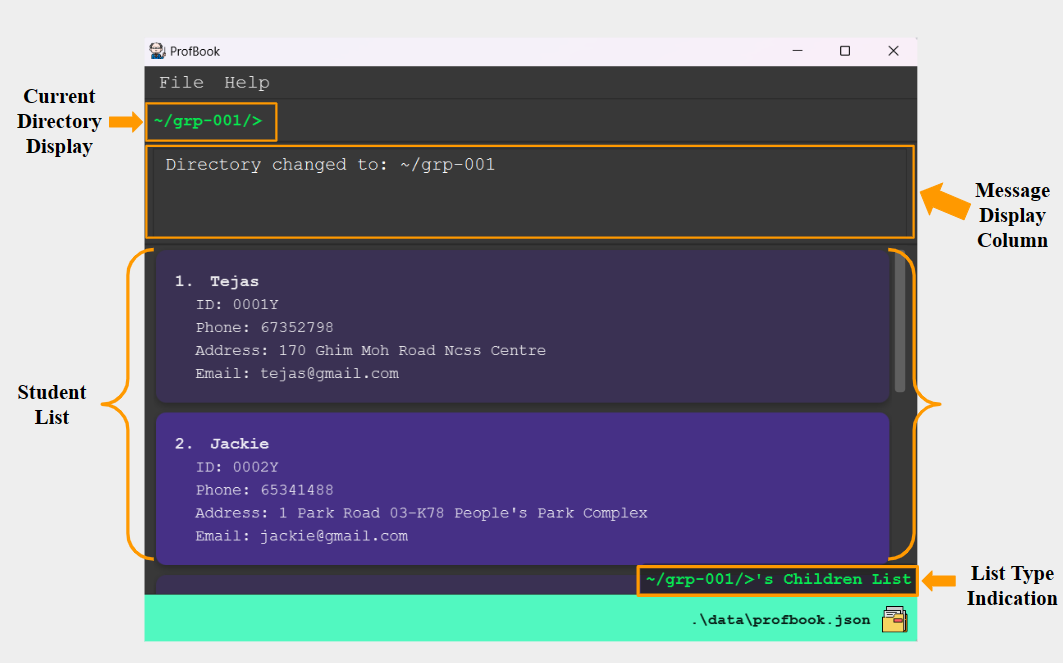 ProfBook
File Help
Current
Directory
Display
~/grp-001/>
Directory changed to: ~/grp-001
Message
Display
Column
1. Tejas
ID: 0001Y
Phone: 67352798
Address: 170 Ghim Moh Road Ncss Centre
Email: tejas@gmail.com
Student
List
2. Jackie
ID: 0002Y
Phone: 65341488
Address: 1 Park Road 03-K78 People's Park Complex
Email: jackie@gmail.com
~/grp-001/>'s Children List
List Type
Indication
.\data\profbook.json